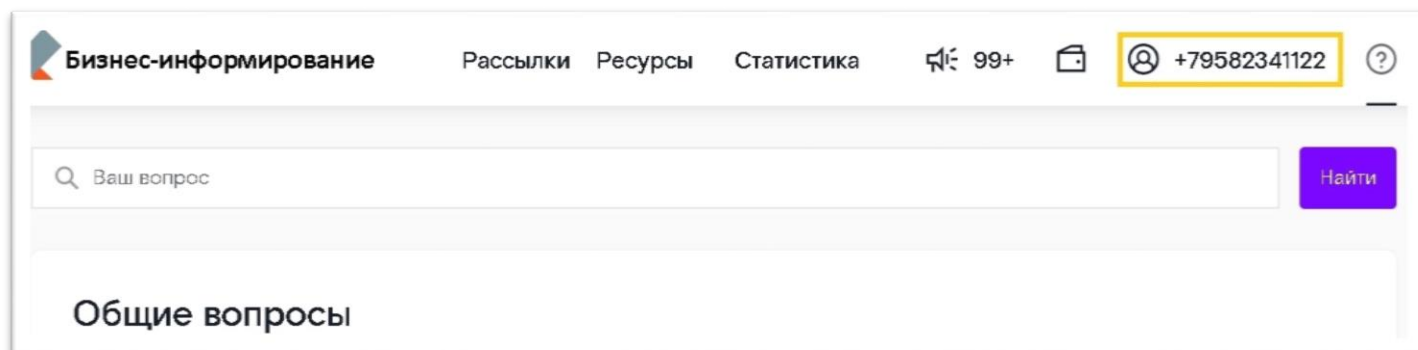 Бизнес-информирование Рассылки Ресурсы Статистика 99+ +79582341122 ?
Ваш вопрос Найти
Общие вопросы